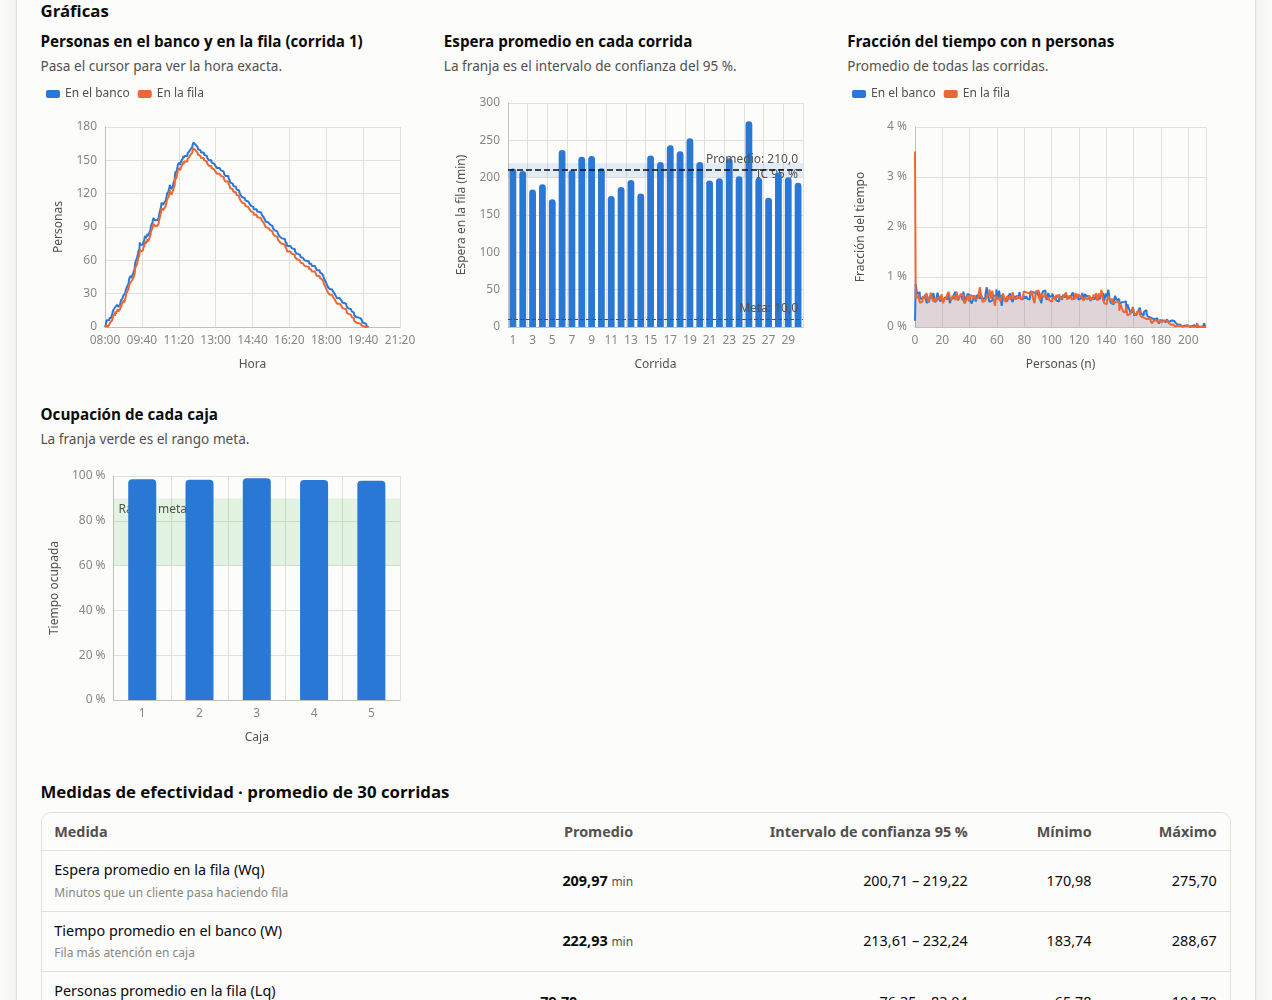 Gráficas
Personas en el banco y en la fila (corrida 1)
Pasa el cursor para ver la hora exacta.
En el banco En la fila
180
150
120
90
60
30
0
Personas
08:00 09:40 11:20 13:00 14:40 16:20 18:00 19:40 21:20
Hora
Espera promedio en cada corrida
La franja es el intervalo de confianza del 95 %.
300
250
200
150
100
50
0
Espera en la fila (min)
Promedio: 210,0
IC 95 %
Meta: 10,0
1 3 5 7 9 11 13 15 17 19 21 23 25 27 29
Corrida
Fracción del tiempo con n personas
Promedio de todas las corridas.
En el banco En la fila
4 %
3 %
2 %
1 %
0 %
Fracción del tiempo
0 20 40 60 80 100 120 140 160 180 200
Personas (n)
Ocupación de cada caja
La franja verde es el rango meta.
100 %
80 %
60 %
40 %
20 %
0 %
Tiempo ocupada
meta
1 2 3 4 5
Caja
Medidas de efectividad · promedio de 30 corridas
Medida Promedio Intervalo de confianza 95 % Mínimo Máximo
Espera promedio en la fila (Wq)
Minutos que un cliente pasa haciendo fila
209,97 min 200,71 – 219,22 170,98 275,70
Tiempo promedio en el banco (W)
Fila más atención en caja
222,93 min 213,61 – 232,24 183,74 288,67
Personas promedio en la fila (Lq)